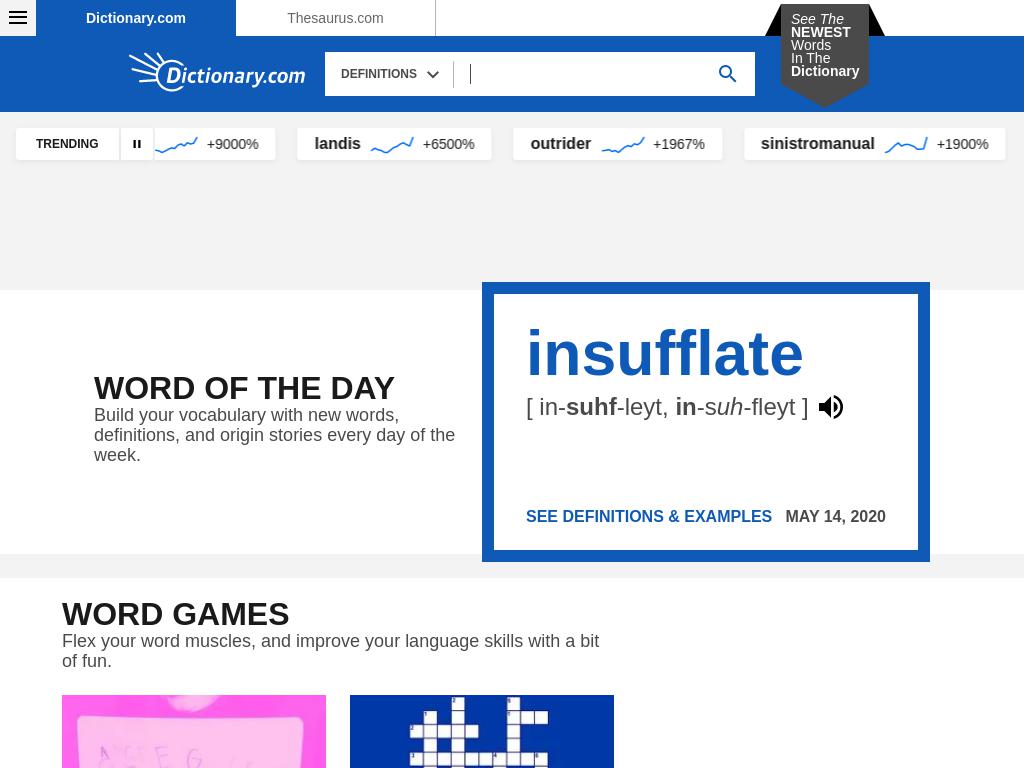 Dictionary.com
Thesaurus.com
See The
NEWEST
Words
In The
Dictionary
Dictionary.com
DEFINITIONS
TRENDING
+9000%
landis +6500%
outrider +1967%
sinistromanual +1900%
WORD OF THE DAY
Build your vocabulary with new words,
definitions, and origin stories every day of the
week.
insufflate
[ in-suhf-leyt, in-suh-fleyt ]
SEE DEFINITIONS & EXAMPLES MAY 14, 2020
WORD GAMES
Flex your word muscles, and improve your language skills with a bit
of fun.